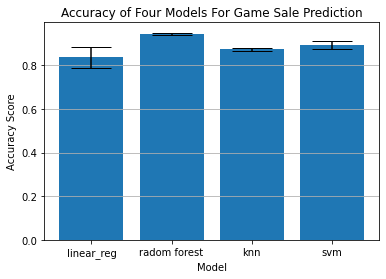 Accuracy of Four Models For Game Sale Prediction
Accuracy Score
0.8
0.6
0.4
0.2
0.0
linear_reg radom forest knn svm
Model